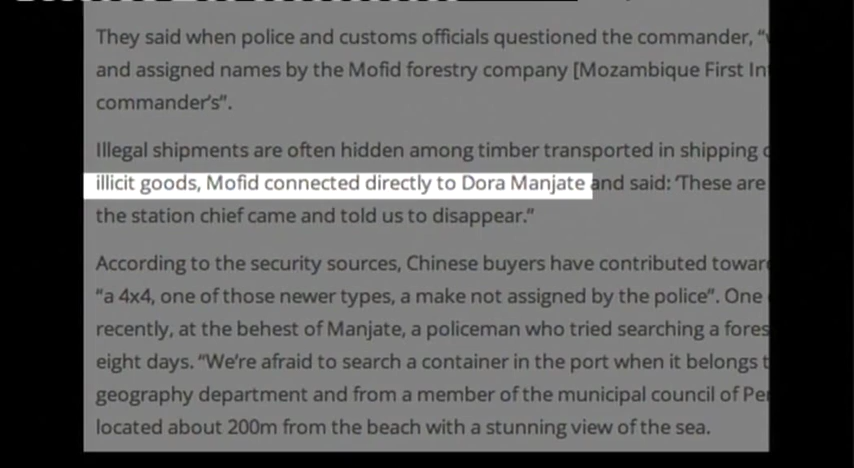 They said when police and customs officials questioned the commander, “
and assigned names by the Mofid forestry company [Mozambique First In
commander's”.
Illegal shipments are often hidden among timber transported in shipping
illicit goods, Mofid connected directly to Dora Manjate and said: ‘These are
the station chief came and told us to disappear.”
According to the security sources, Chinese buyers have contributed towar
“a 4x4, one of those newer types, a make not assigned by the police”. One
recently, at the behest of Manjate, a policeman who tried searching a fores
eight days. “We're afraid to search a container in the port when it belongs t
geography department and from a member of the municipal council of Pe
located about 200m from the beach with a stunning view of the sea.